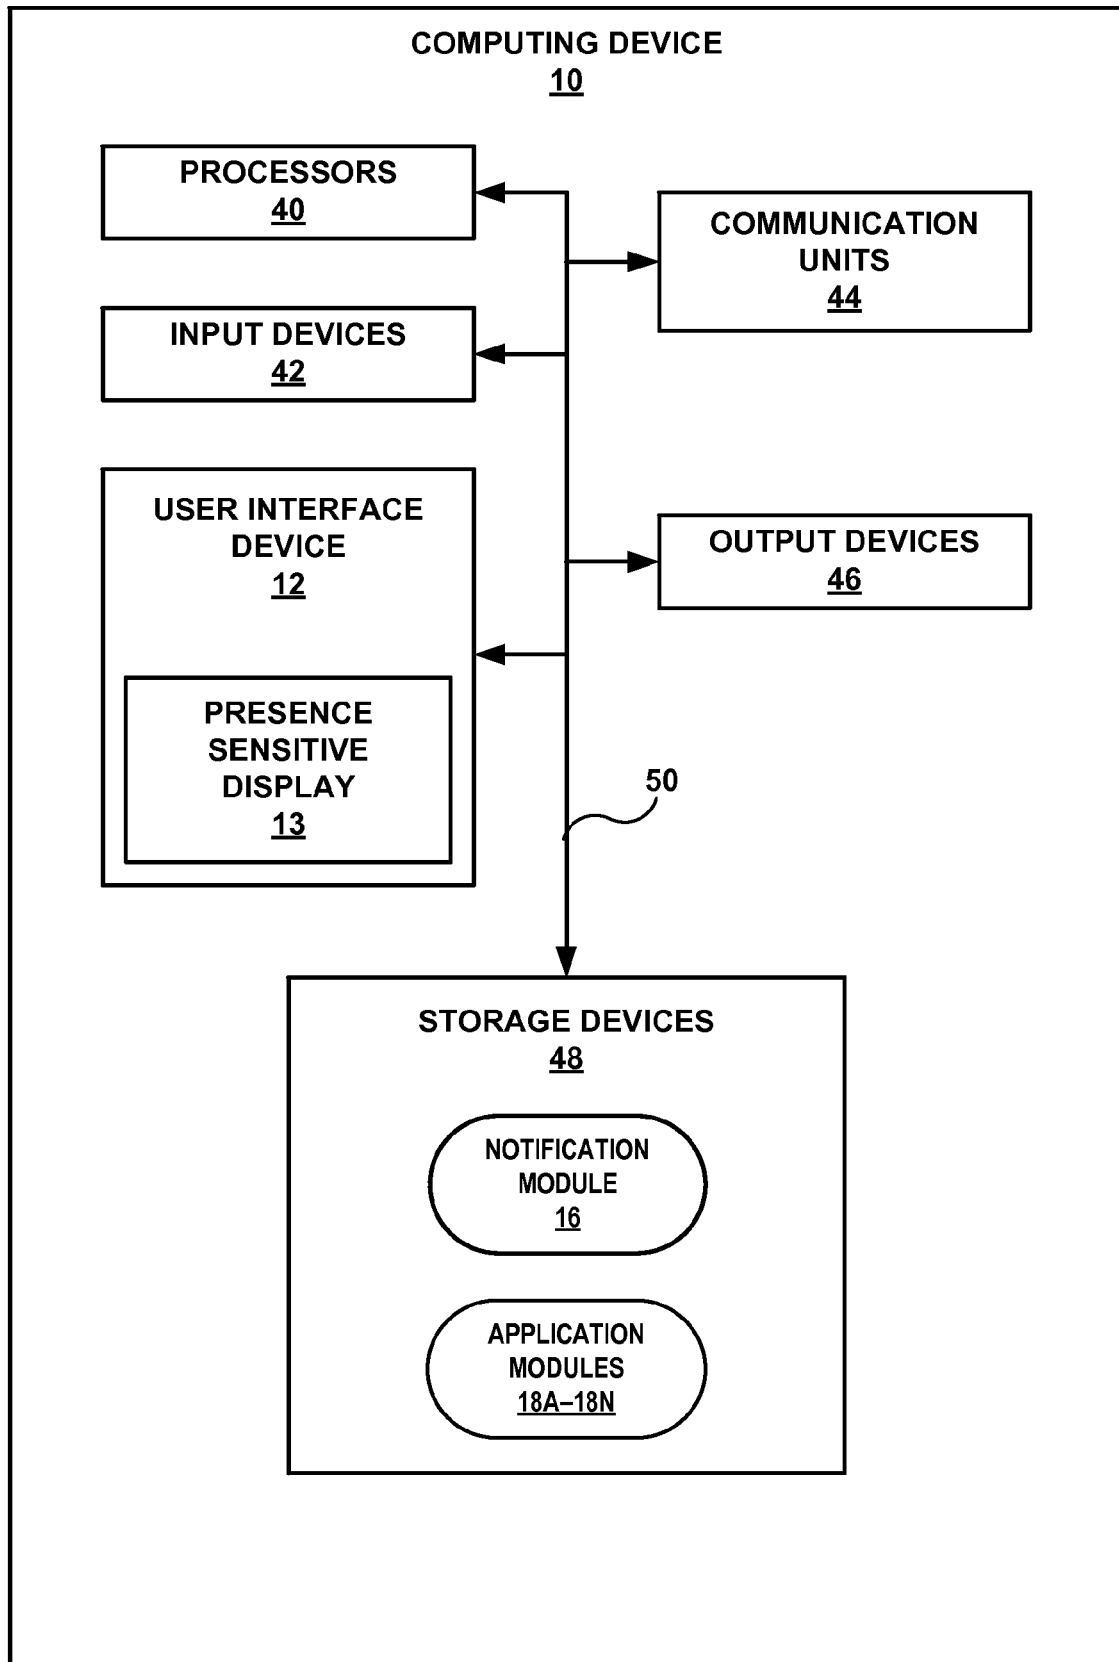 COMPUTING DEVICE
10
PROCESSORS
40
COMMUNICATION
UNITS
44
INPUT DEVICES
42
USER INTERFACE
DEVICE
12
OUTPUT DEVICES
46
PRESENCE
SENSITIVE
DISPLAY
13
50
STORAGE DEVICES
48
NOTIFICATION
MODULE
16
APPLICATION
MODULES
18A–18N